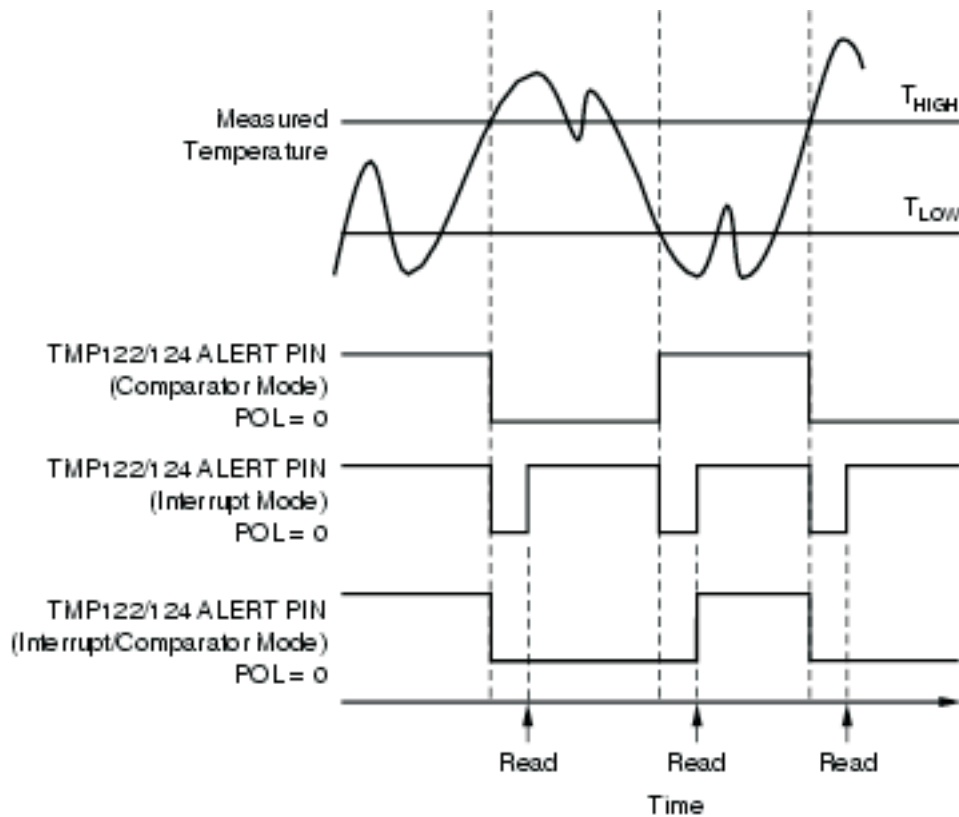 Measured
Temperature
THIGH
TLOW
TMP122/124 ALERT PIN
(Comparator Mode)
POL = 0
TMP122/124 ALERT PIN
(Interrupt Mode)
POL = 0
TMP122/124 ALERT PIN
(Interrupt/Comparator Mode)
POL = 0
Read
Read
Read
Time